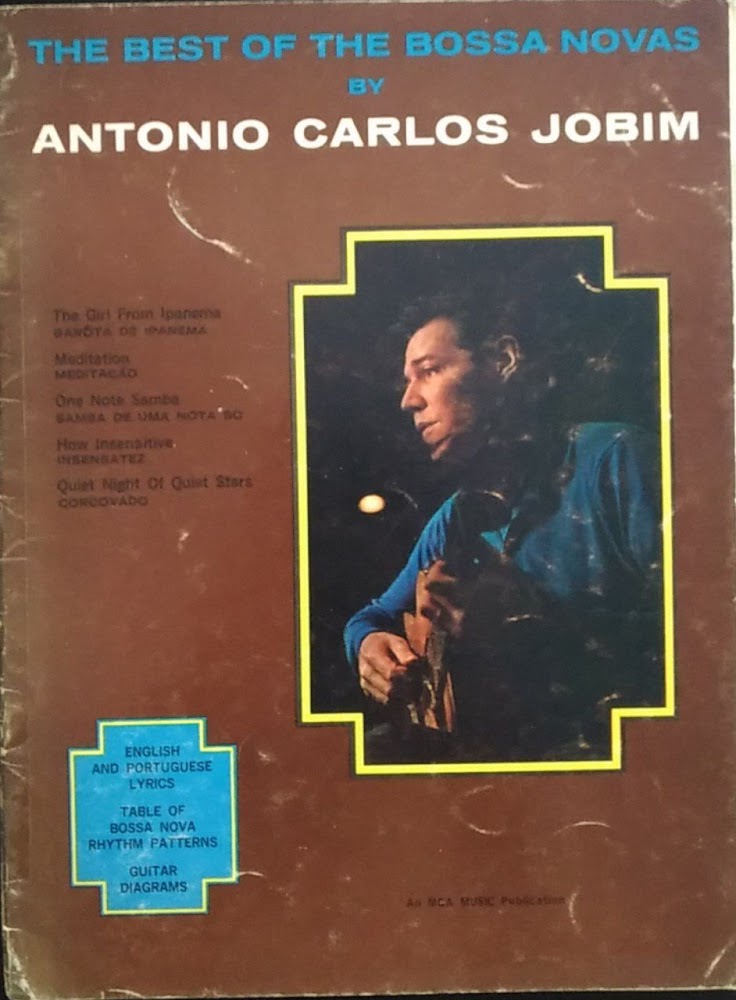 THE BEST OF THE BOSSA NOVAS
BY
ANTONIO CARLOS JOBIM
The Girl From Ipanema
GARÔTA DE IPANEMA
Meditation
MEDITAÇÃO
One Note Samba
SAMBA DE UMA NOTA SO
How Insensitive
INSENSATEZ
Quiet Night Of Quiet Stars
CORCOVADO
ENGLISH
AND PORTUGUESE
LYRICS
TABLE OF
BOSSA NOVA
RHYTHM PATTERNS
GUITAR
DIAGRAMS
An MCA MUSIC Publication